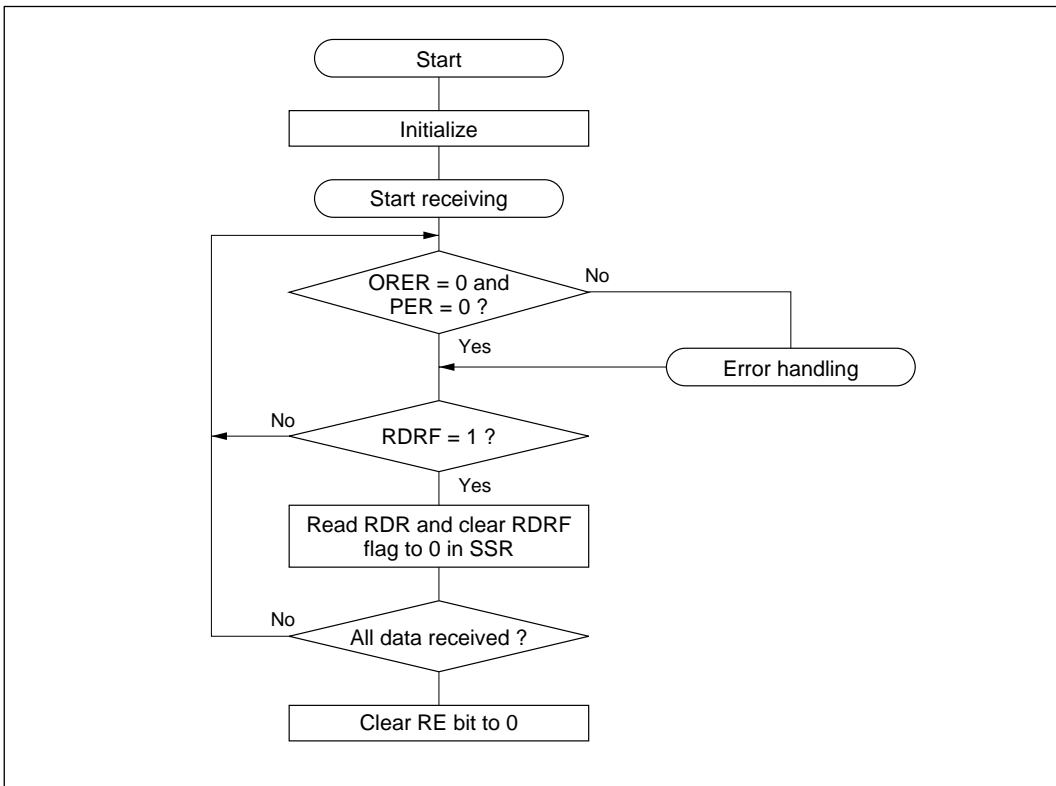 Start
Initialize
Start receiving
ORER = 0 and
PER = 0 ?
No
Yes
Error handling
No
RDRF = 1 ?
Yes
Read RDR and clear RDRF
flag to 0 in SSR
No
All data received ?
Clear RE bit to 0